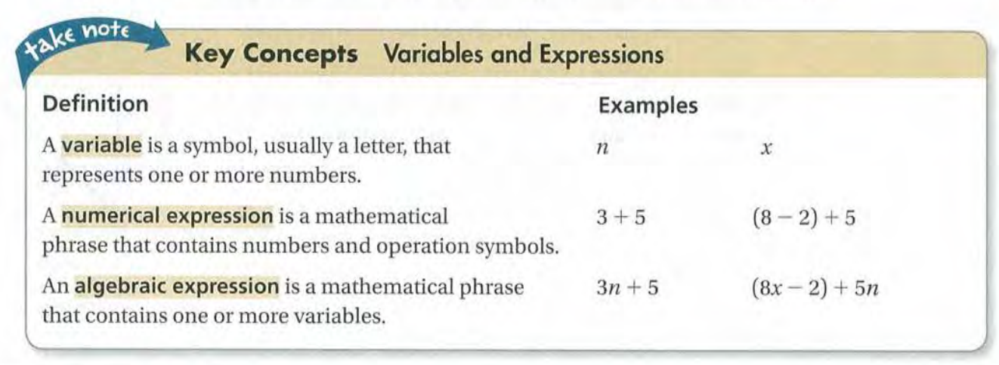 take note
Key Concepts Variables and Expressions
Definition Examples
A variable is a symbol, usually a letter, that n x
represents one or more numbers.
A numerical expression is a mathematical 3 + 5 (8 − 2) + 5
phrase that contains numbers and operation symbols.
An algebraic expression is a mathematical phrase 3n + 5 (8x − 2) + 5n
that contains one or more variables.